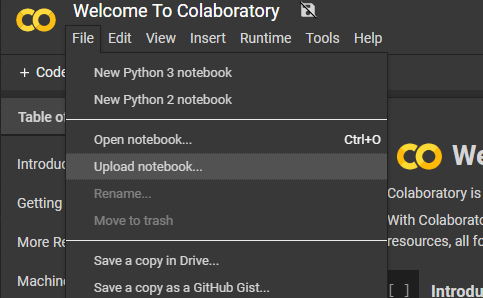 Welcome To Colaboratory
File Edit View Insert Runtime Tools Help
+ Code
Table of
New Python 3 notebook
New Python 2 notebook
Open notebook... Ctrl+O
Upload notebook...
Rename...
Move to trash
Save a copy in Drive...
Save a copy as a GitHub Gist...
Introduc
Getting
More Re
Machin
CO We
Colaboratory is
With Colaborato
resources, all fo
[ ] Introdu